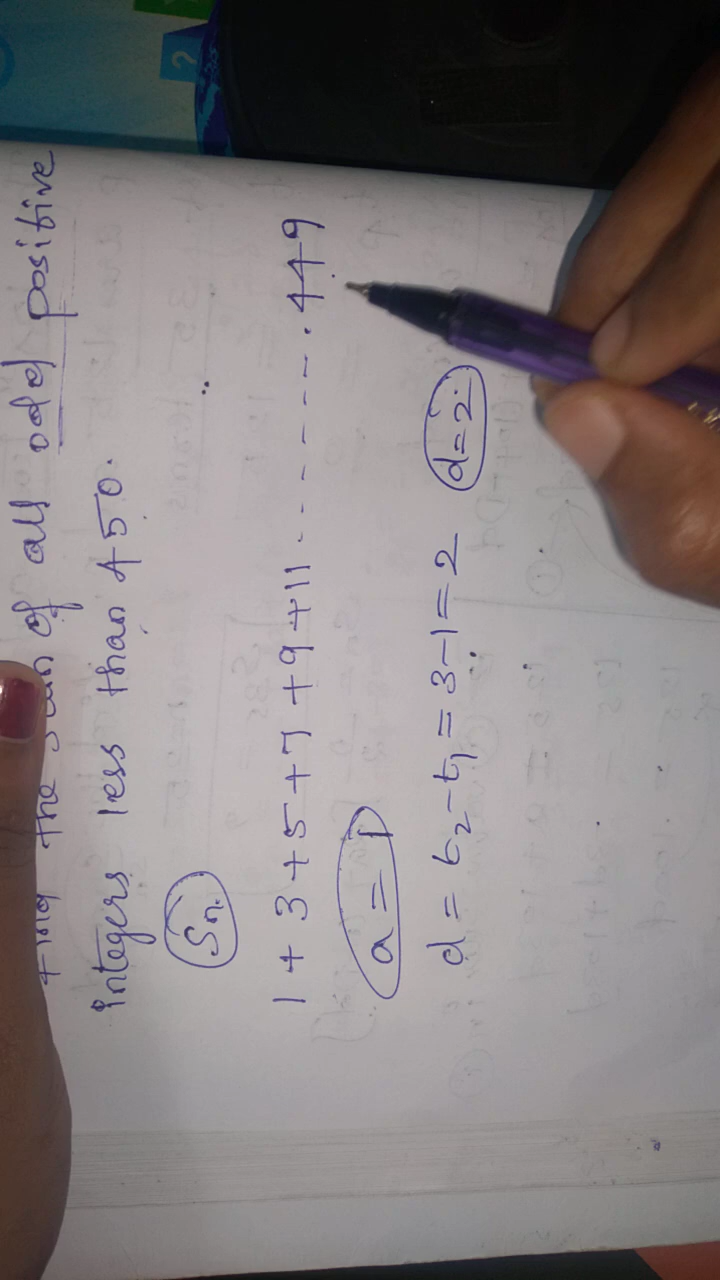 the sum of all odd positive
integers less than 450.
Sn.
1 + 3 + 5 + 7 + 9 + 11 - - - - - - - . 449
a = 1
d = t2 - t1 = 3 - 1 = 2 d = 2